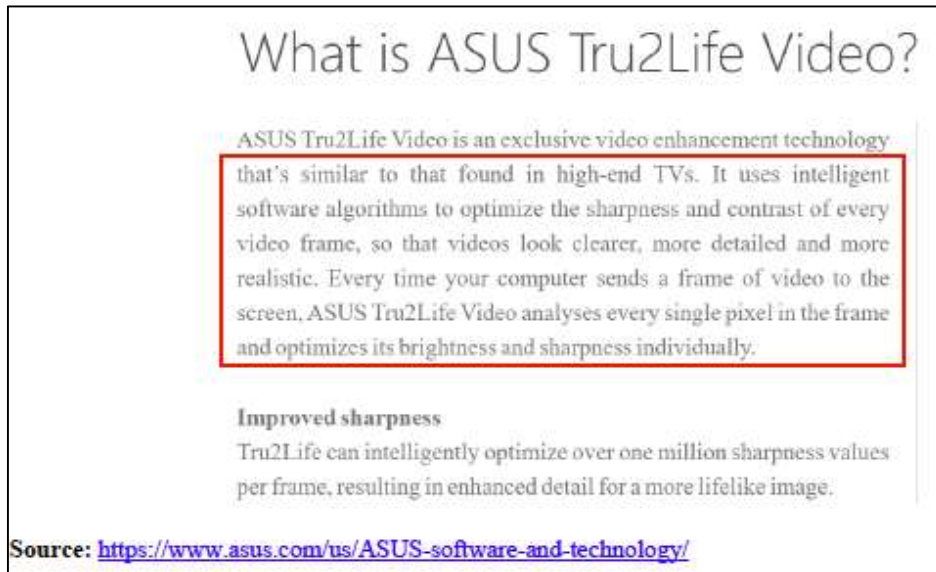 What is ASUS Tru2Life Video?
ASUS Tru2Life Video is an exclusive video enhancement technology
that's similar to that found in high-end TVs. It uses intelligent
software algorithms to optimize the sharpness and contrast of every
video frame, so that videos look clearer, more detailed and more
realistic. Every time your computer sends a frame of video to the
screen, ASUS Tru2Life Video analyses every single pixel in the frame
and optimizes its brightness and sharpness individually.
Improved sharpness
Tru2Life can intelligently optimize over one million sharpness values
per frame, resulting in enhanced detail for a more lifelike image.
Source: https://www.asus.com/us/ASUS-software-and-technology/